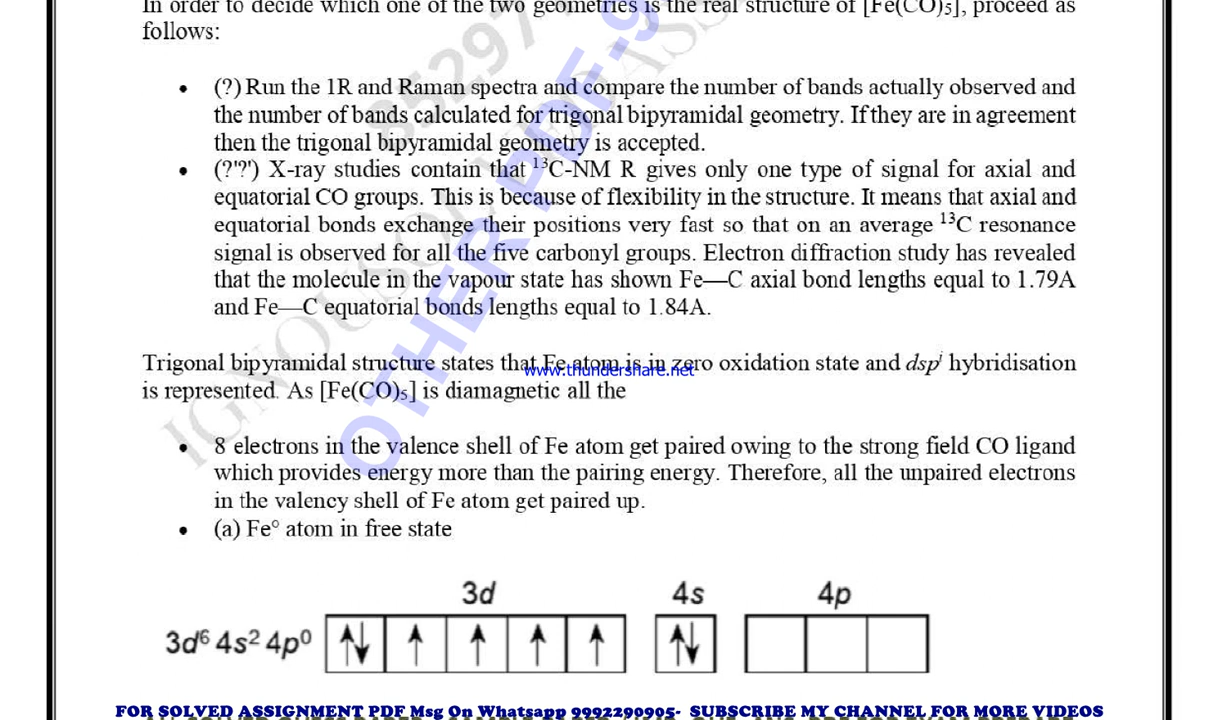 In order to decide which one of the two geometries is the real structure of [Fe(CO)5], proceed as
follows:
• (?) Run the 1R and Raman spectra and compare the number of bands actually observed and
the number of bands calculated for trigonal bipyramidal geometry. If they are in agreement
then the trigonal bipyramidal geometry is accepted.
• (?'?') X-ray studies contain that ¹³C-NM R gives only one type of signal for axial and
equatorial CO groups. This is because of flexibility in the structure. It means that axial and
equatorial bonds exchange their positions very fast so that on an average ¹³C resonance
signal is observed for all the five carbonyl groups. Electron diffraction study has revealed
that the molecule in the vapour state has shown Fe—C axial bond lengths equal to 1.79A
and Fe—C equatorial bonds lengths equal to 1.84A.
Trigonal bipyramidal structure states that Fe atom is in zero oxidation state and dspⁱ hybridisation
www.thundershare.net
is represented. As [Fe(CO)5] is diamagnetic all the
• 8 electrons in the valence shell of Fe atom get paired owing to the strong field CO ligand
which provides energy more than the pairing energy. Therefore, all the unpaired electrons
in the valency shell of Fe atom get paired up.
• (a) Fe° atom in free state
3d 4s 4p
3d⁶ 4s² 4p⁰
FOR SOLVED ASSIGNMENT PDF Msg On Whatsapp 9992290905- SUBSCRIBE MY CHANNEL FOR MORE VIDEOS
OTHER PDF-9
85297